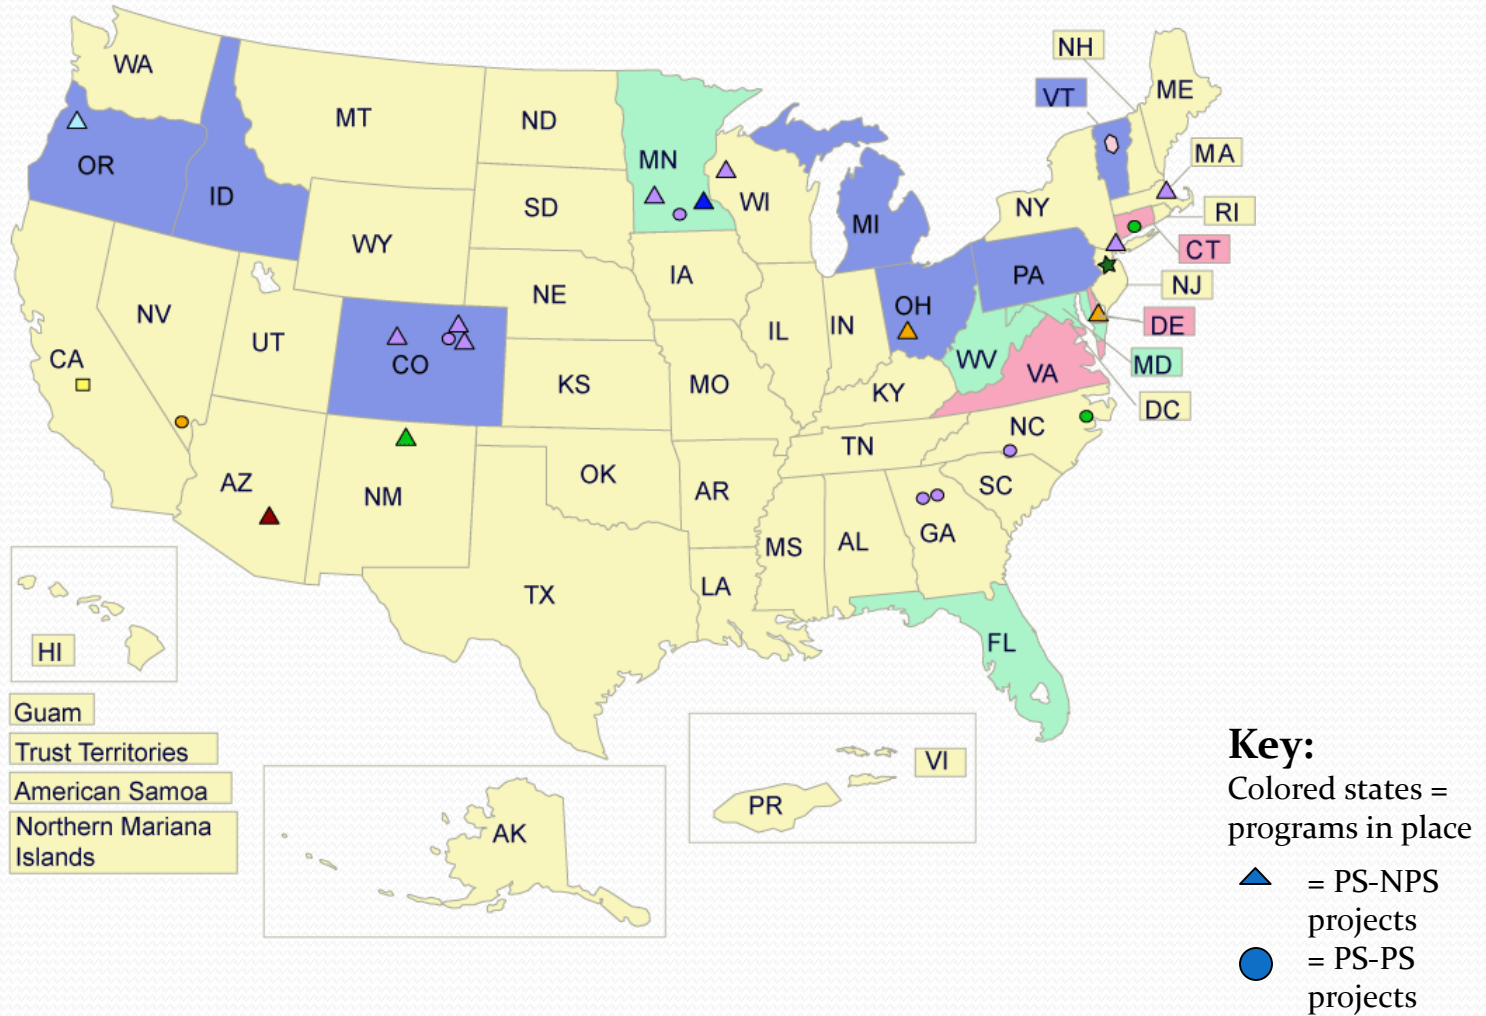 WA
MT
ND
MN
OR
ID
SD
WI
WY
MI
NH
ME
VT
MA
NY
RI
CT
PA
NJ
IA
NE
NV
UT
OH
IL
IN
DE
CA
CO
WV
MD
VA
KS
MO
KY
DC
NC
TN
AZ
NM
OK
AR
SC
MS
AL
GA
TX
LA
HI
FL
Guam
Trust Territories
American Samoa
Northern Mariana
Islands
AK
PR
VI
Key:
Colored states =
programs in place
= PS-NPS
projects
= PS-PS
projects